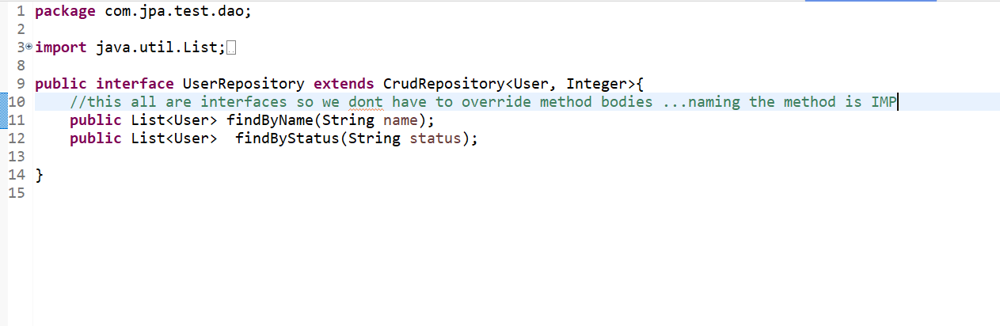 1 package com.jpa.test.dao;
2
3 import java.util.List;
8
9 public interface UserRepository extends CrudRepository<User, Integer>{
10 //this all are interfaces so we dont have to override method bodies ...naming the method is IMP
11 public List<User> findByName(String name);
12 public List<User>  findByStatus(String status);
13
14 }
15